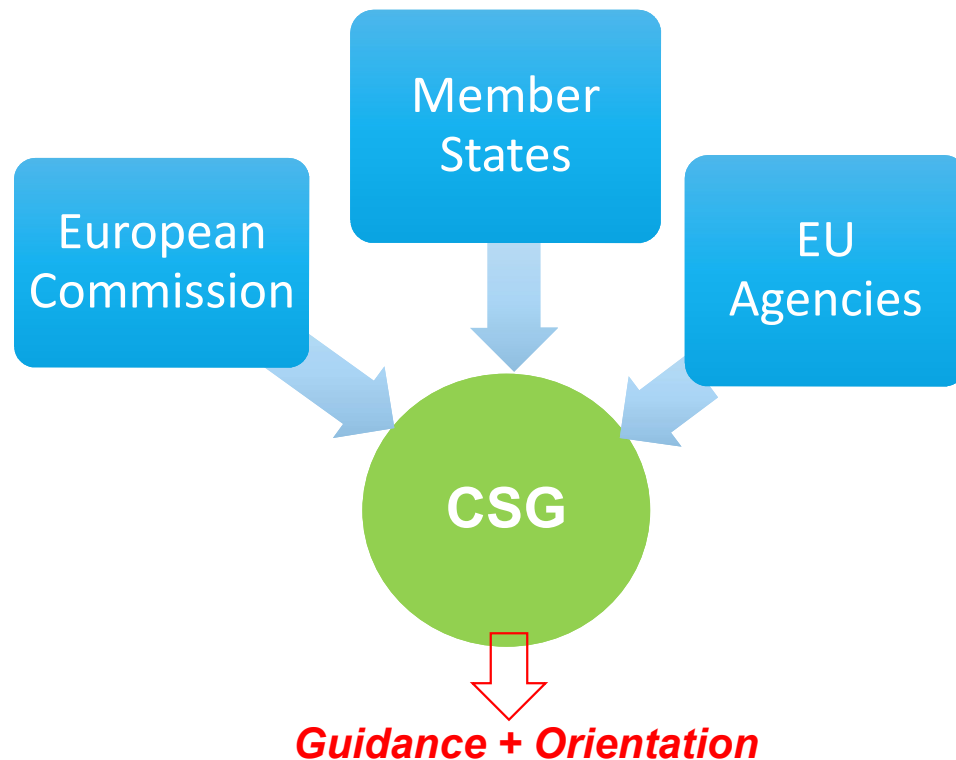 Member
States
European
Commission
EU
Agencies
CSG
Guidance + Orientation